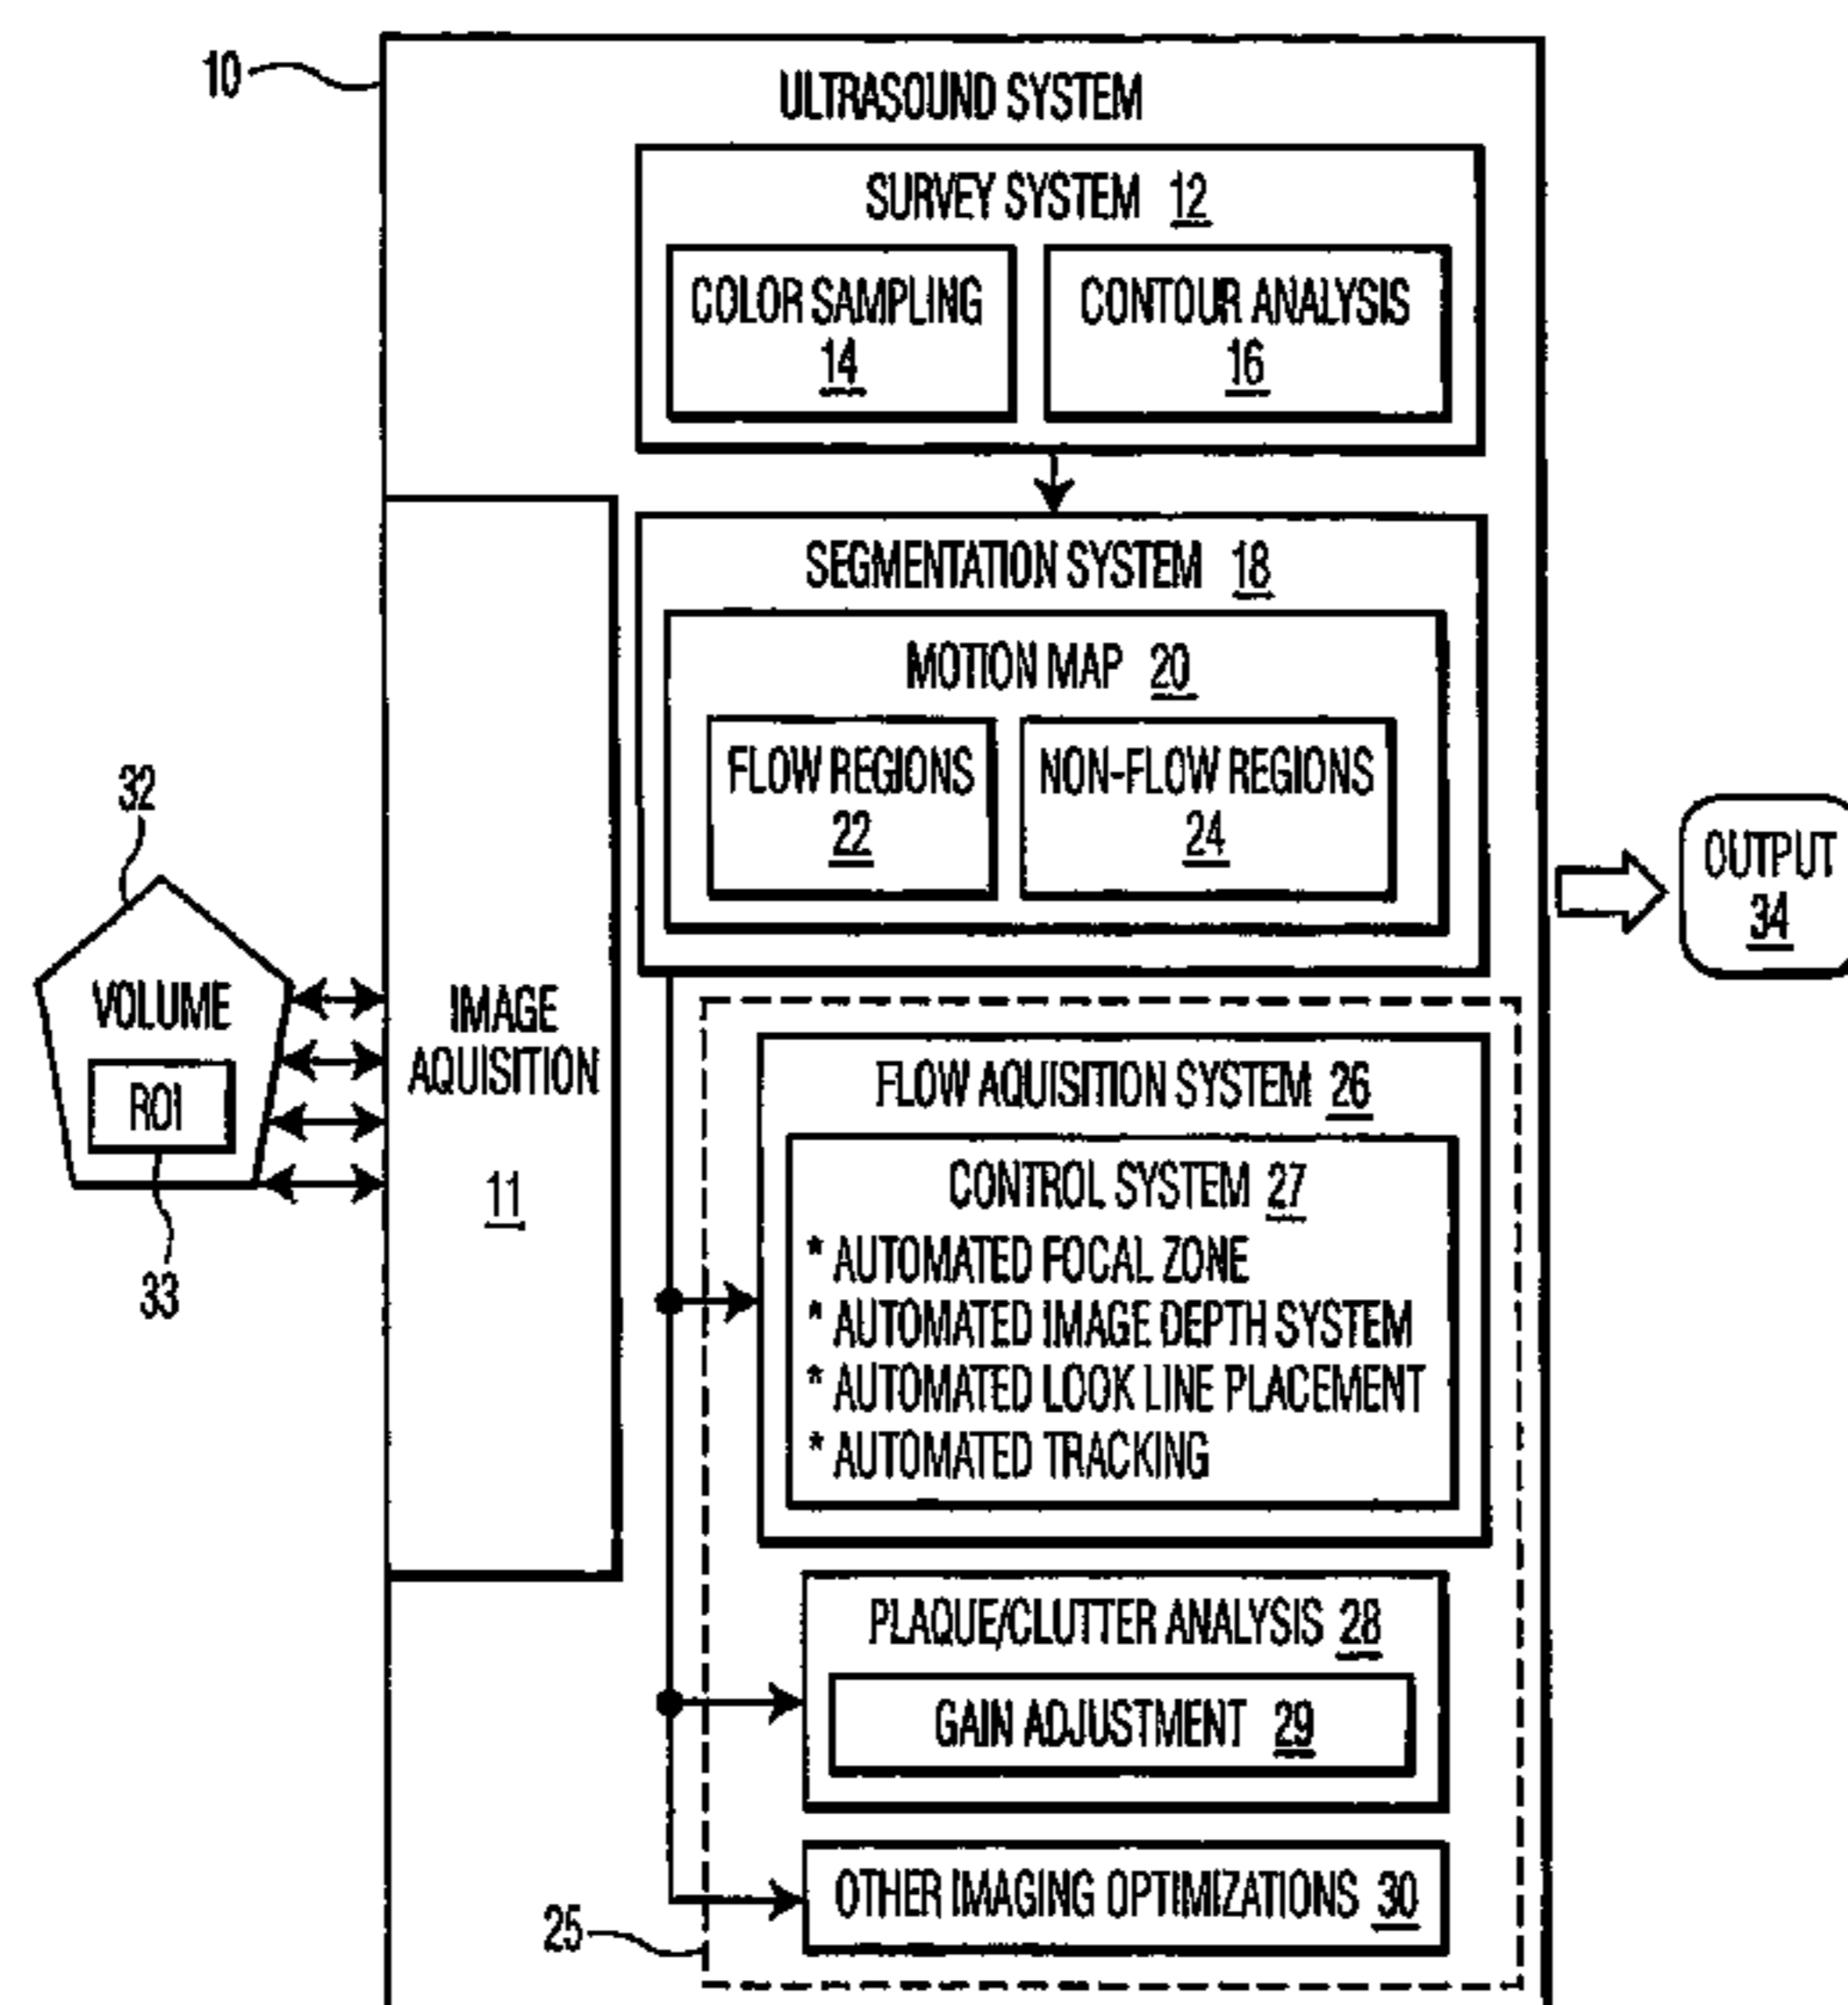 10
ULTRASOUND SYSTEM
SURVEY SYSTEM 12
COLOR SAMPLING
14
CONTOUR ANALYSIS
16
SEGMENTATION SYSTEM 18
MOTION MAP 20
FLOW REGIONS
22
NON-FLOW REGIONS
24
32
VOLUME
ROI
33
IMAGE
AQUISITION
11
OUTPUT
34
FLOW AQUISITION SYSTEM 26
CONTROL SYSTEM 27
* AUTOMATED FOCAL ZONE
* AUTOMATED IMAGE DEPTH SYSTEM
* AUTOMATED LOOK LINE PLACEMENT
* AUTOMATED TRACKING
PLAQUE/CLUTTER ANALYSIS 28
GAIN ADJUSTMENT 29
OTHER IMAGING OPTIMIZATIONS 30
25